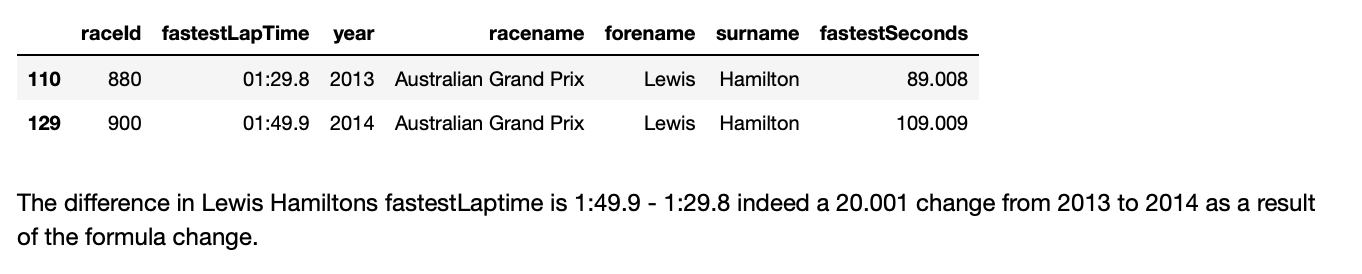 raceId fastestLapTime year racename forename surname fastestSeconds
110 880 01:29.8 2013 Australian Grand Prix Lewis Hamilton 89.008
129 900 01:49.9 2014 Australian Grand Prix Lewis Hamilton 109.009
The difference in Lewis Hamiltons fastestLaptime is 1:49.9 - 1:29.8 indeed a 20.001 change from 2013 to 2014 as a result
of the formula change.